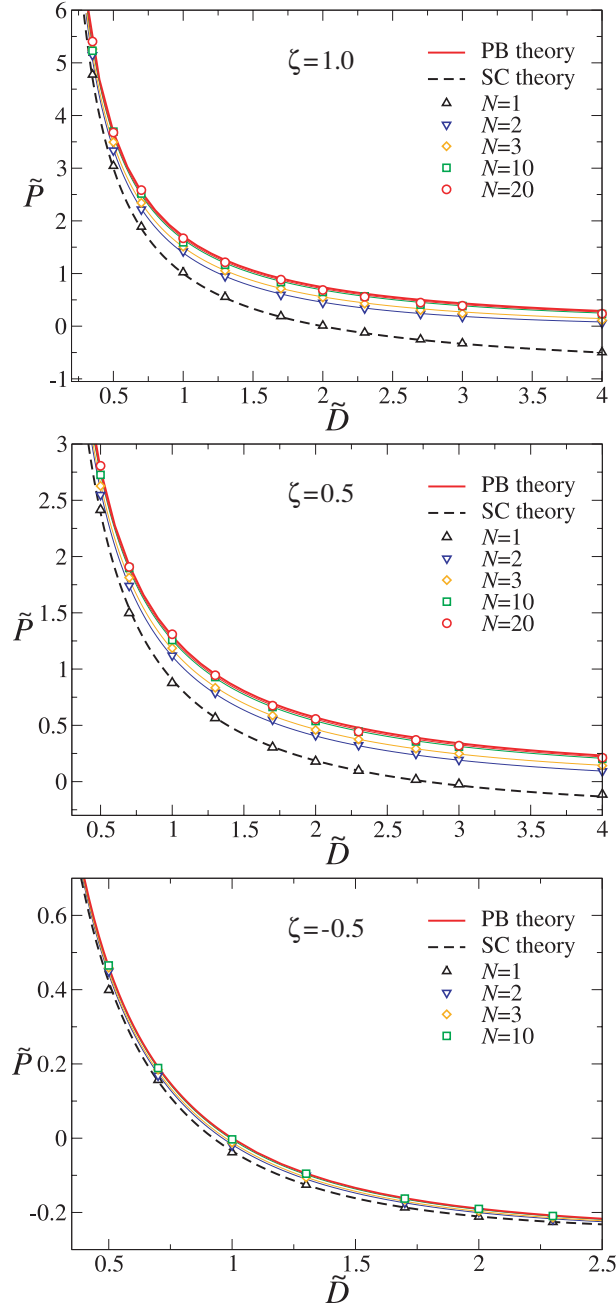 6
5
4
3
2
1
0
-1
P̃
ζ=1.0
PB theory
SC theory
N=1
N=2
N=3
N=10
N=20
0.5 1 1.5 2 2.5 3 3.5 4
D̃
3
2.5
2
1.5
1
0.5
0
P̃
ζ=0.5
PB theory
SC theory
N=1
N=2
N=3
N=10
N=20
0.5 1 1.5 2 2.5 3 3.5 4
D̃
0.6
0.4
0.2
0
-0.2
P̃
ζ=-0.5
PB theory
SC theory
N=1
N=2
N=3
N=10
0.5 1 1.5 2 2.5
D̃